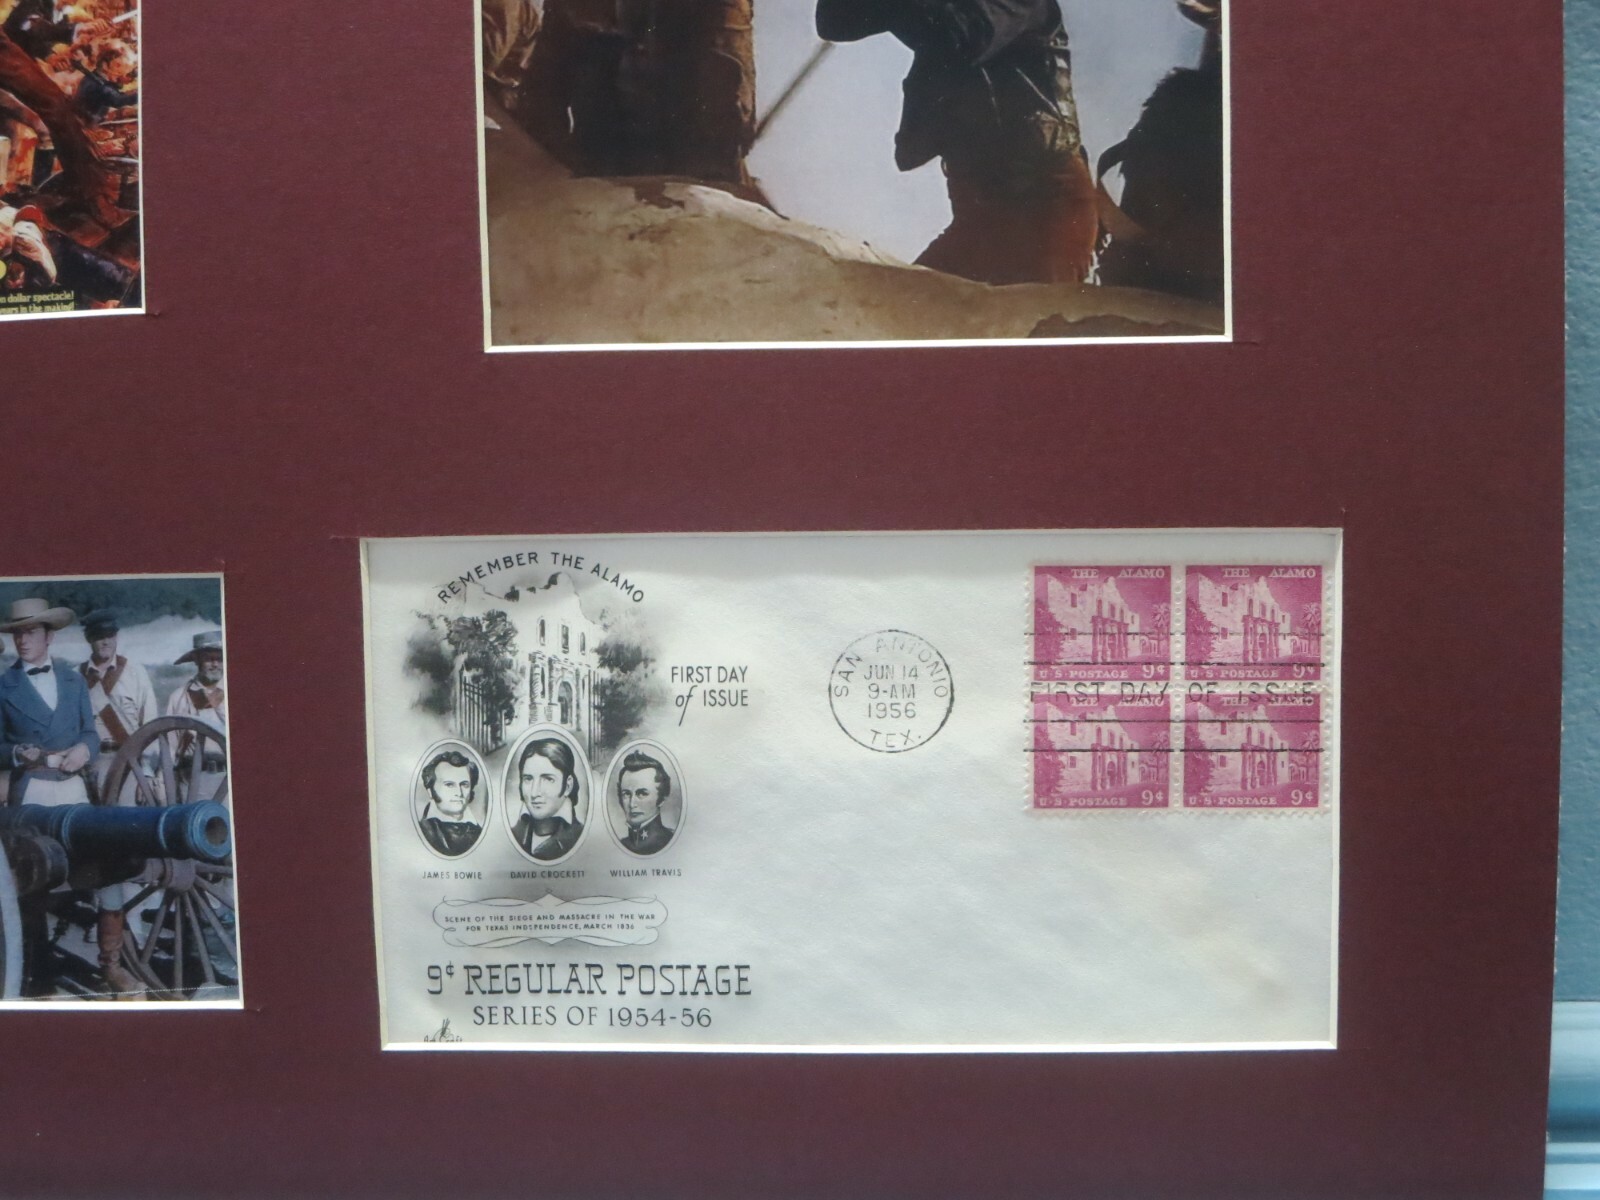 n dollar spectacle!
years in the making!
REMEMBER THE ALAMO
FIRST DAY
of ISSUE
JAMES BOWIE
DAVID CROCKETT
WILLIAM TRAVIS
SCENE OF THE SIEGE AND MASSACRE IN THE WAR
FOR TEXAS INDEPENDENCE, MARCH 1836
9¢ REGULAR POSTAGE
SERIES OF 1954-56
SAN ANTONIO
JUN 14
9-AM
1956
TEX.
THE ALAMO
9¢
U·S·POSTAGE
THE ALAMO
9¢
U·S·POSTAGE
FIRST DAY OF ISSUE
THE ALAMO
U·S·POSTAGE 9¢
THE ALAMO
U·S·POSTAGE 9¢